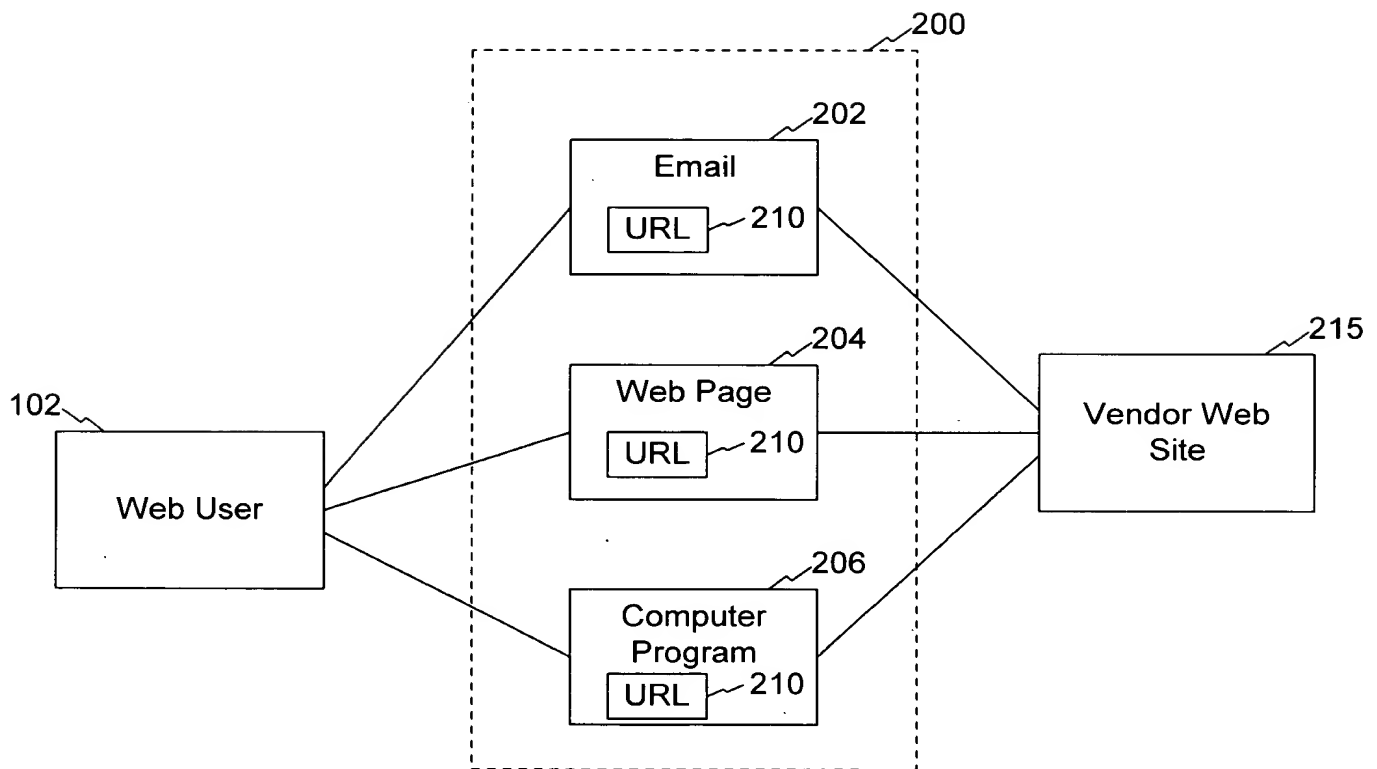 200
202
Email
URL
210
204
Web Page
URL
210
215
Vendor Web
Site
102
Web User
206
Computer
Program
URL
210